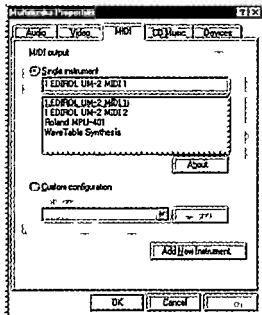 Multimedia Properties
Audio Video MIDI CD Music Devices
MIDI output
Single instrument
1 EDIROL UM-2 MIDI 1
1 EDIROL UM-2 MIDI 1
1 EDIROL UM-2 MIDI 2
Roland MPU-401
WaveTable Synthesis
About
Custom configuration
Add New Instrument
OK Cancel